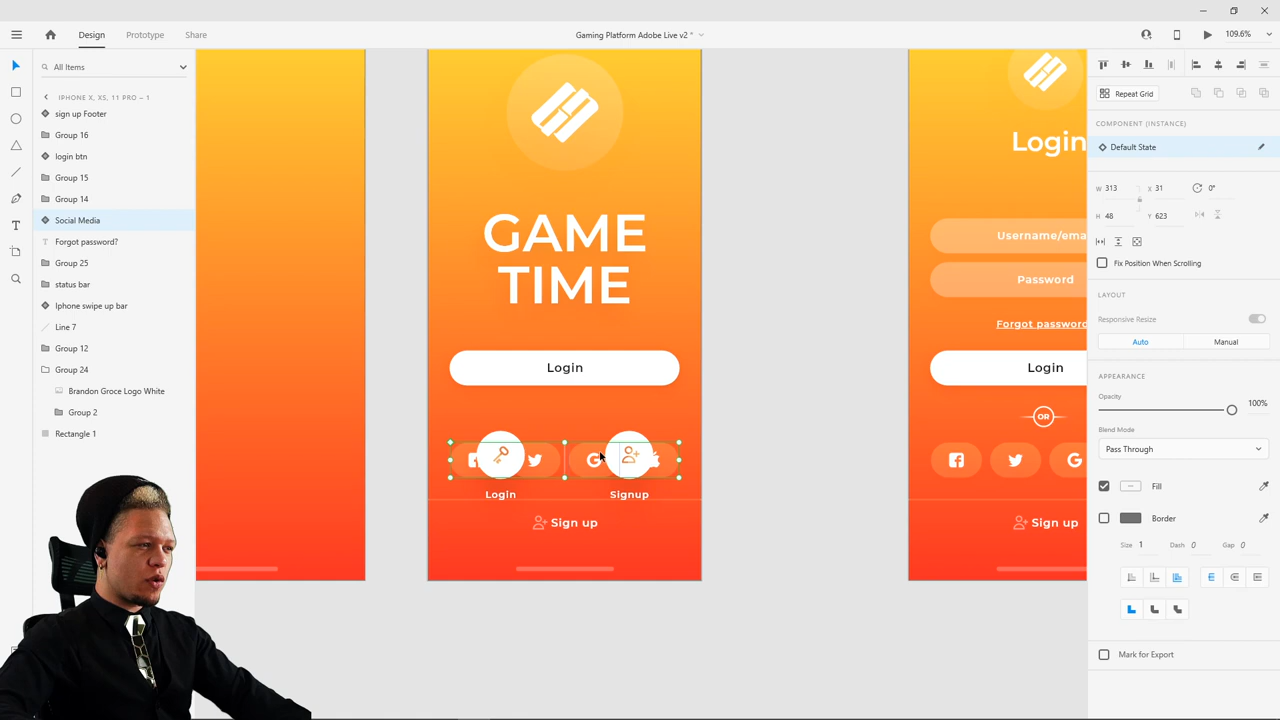 Design
Prototype
Share
Gaming Platform Adobe Live v2 *
109.6%
All Items
IPHONE X, XS, 11 PRO – 1
sign up Footer
Group 16
login btn
Group 15
Group 14
Social Media
Forgot password?
Group 25
status bar
Iphone swipe up bar
Line 7
Group 12
Group 24
Brandon Groce Logo White
Group 2
Rectangle 1
GAME
TIME
Login
Login
Signup
Sign up
Login
Username/ema
Password
Forgot password
Login
OR
Sign up
Repeat Grid
COMPONENT (INSTANCE)
Default State
W 313 X 31 0°
H 48 Y 623
Fix Position When Scrolling
LAYOUT
Responsive Resize
Auto Manual
APPEARANCE
Opacity
100%
Blend Mode
Pass Through
Fill
Border
Size 1 Dash 0 Gap 0
Mark for Export